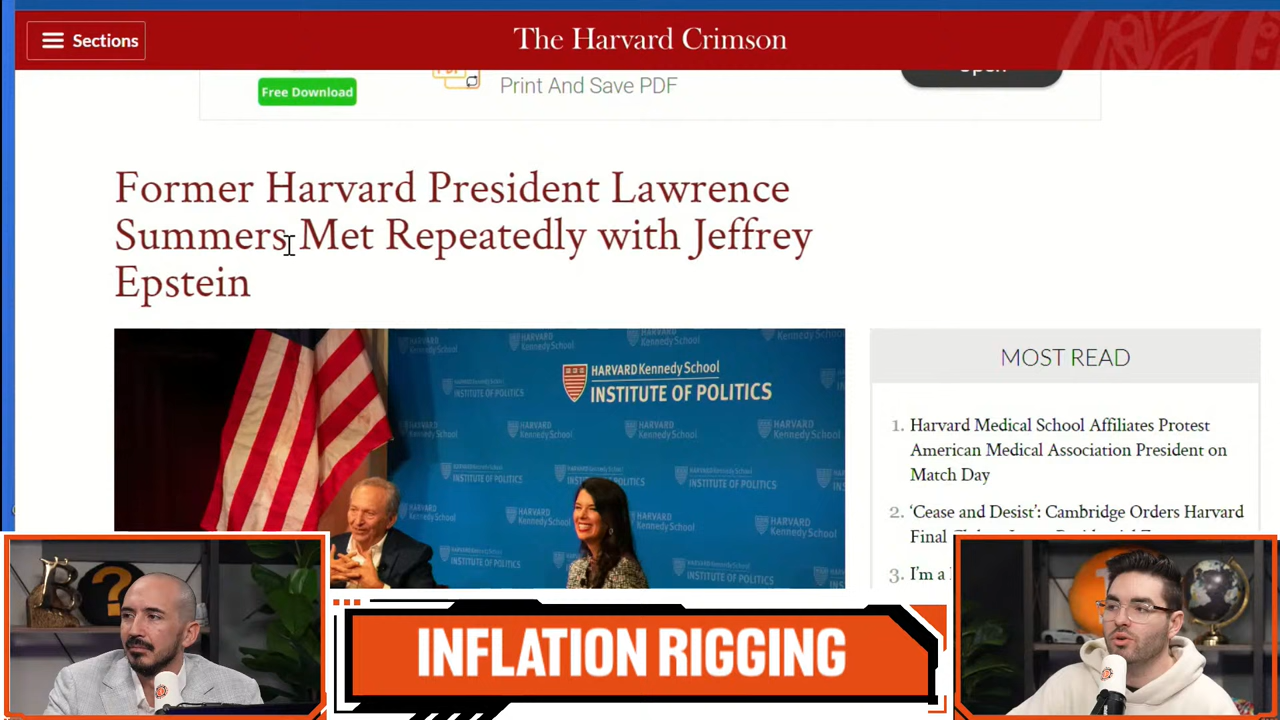 Sections
The Harvard Crimson
Free Download
Print And Save PDF
Open
Former Harvard President Lawrence
Summers Met Repeatedly with Jeffrey
Epstein
HARVARD Kennedy School
INSTITUTE OF POLITICS
MOST READ
1. Harvard Medical School Affiliates Protest
American Medical Association President on
Match Day
2. ‘Cease and Desist’: Cambridge Orders Harvard
Final
3. I'm a
INFLATION RIGGING